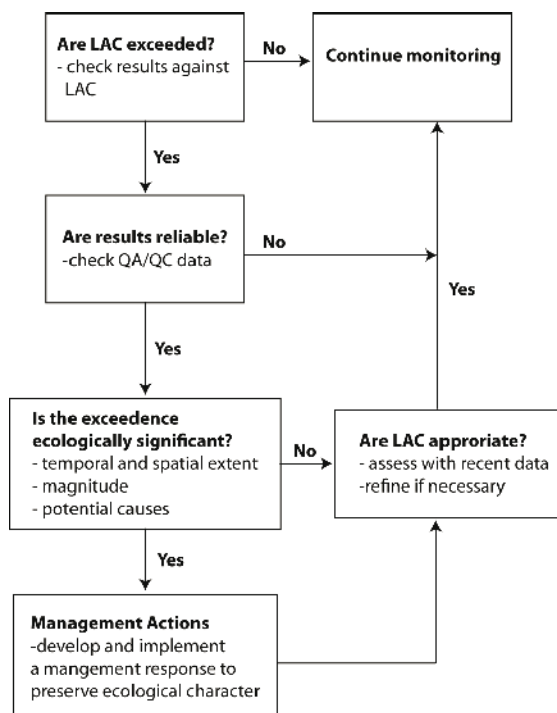 Are LAC exceeded?
- check results against
LAC
No
Continue monitoring
Yes
Are results reliable?
-check QA/QC data
No
Yes
Yes
Is the exceedence
ecologically significant?
- temporal and spatial extent
- magnitude
- potential causes
No
Are LAC approriate?
- assess with recent data
-refine if necessary
Yes
Management Actions
-develop and implement
a mangement response to
preserve ecological character